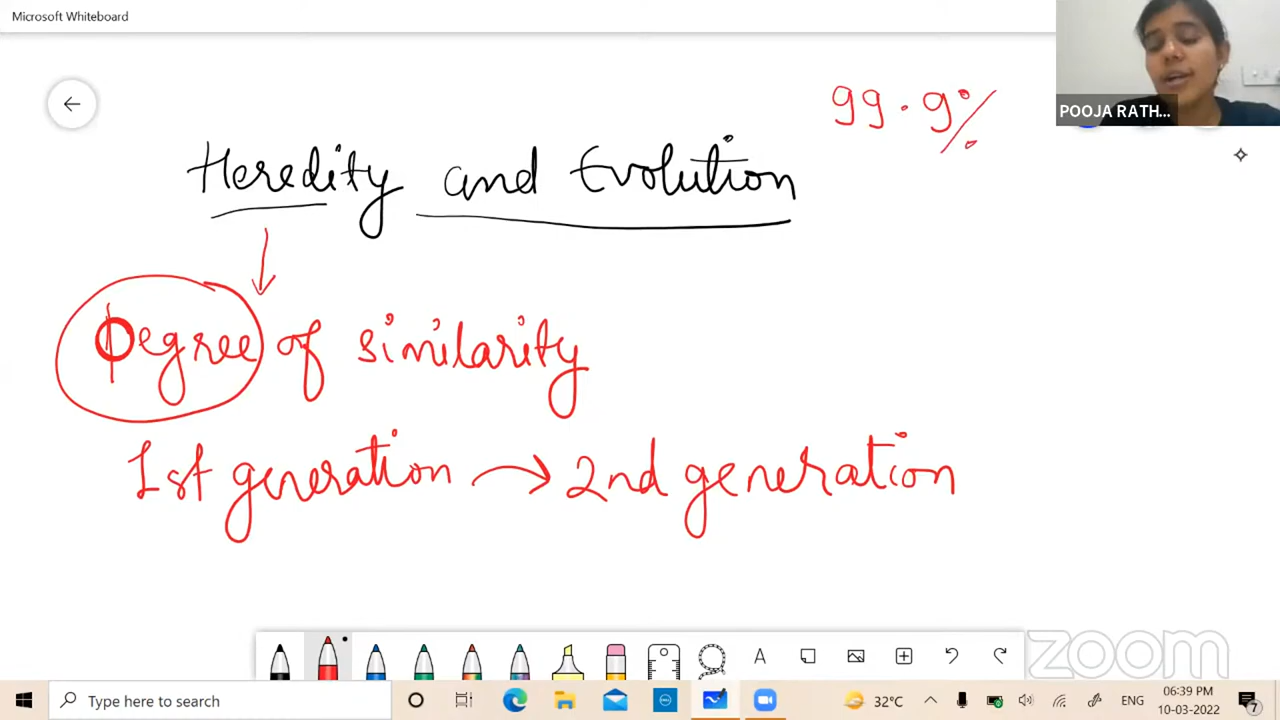 Microsoft Whiteboard
99.9%
POOJA RATH...
Heredity and Evolution
Degree of similarity
1st generation → 2nd generation
zoom
Type here to search
32°C
ENG
06:39 PM
10-03-2022
7